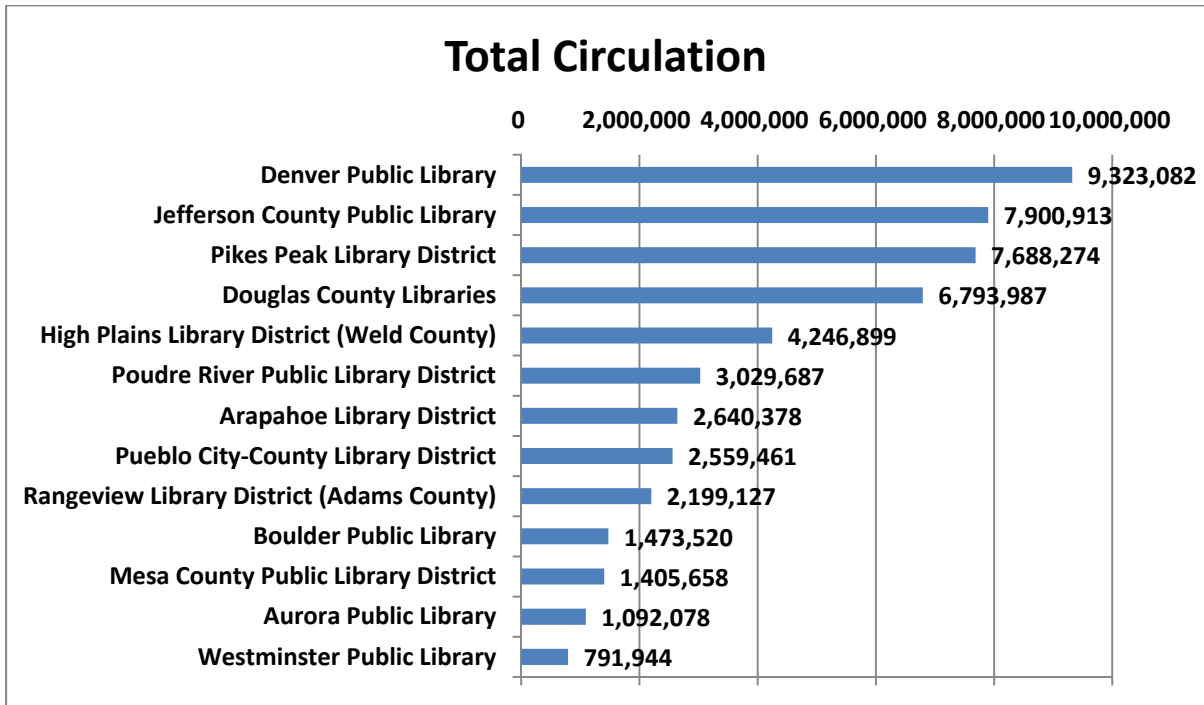 Total Circulation
0 2,000,000 4,000,000 6,000,000 8,000,000 10,000,000
Denver Public Library 9,323,082
Jefferson County Public Library 7,900,913
Pikes Peak Library District 7,688,274
Douglas County Libraries 6,793,987
High Plains Library District (Weld County) 4,246,899
Poudre River Public Library District 3,029,687
Arapahoe Library District 2,640,378
Pueblo City-County Library District 2,559,461
Rangeview Library District (Adams County) 2,199,127
Boulder Public Library 1,473,520
Mesa County Public Library District 1,405,658
Aurora Public Library 1,092,078
Westminster Public Library 791,944